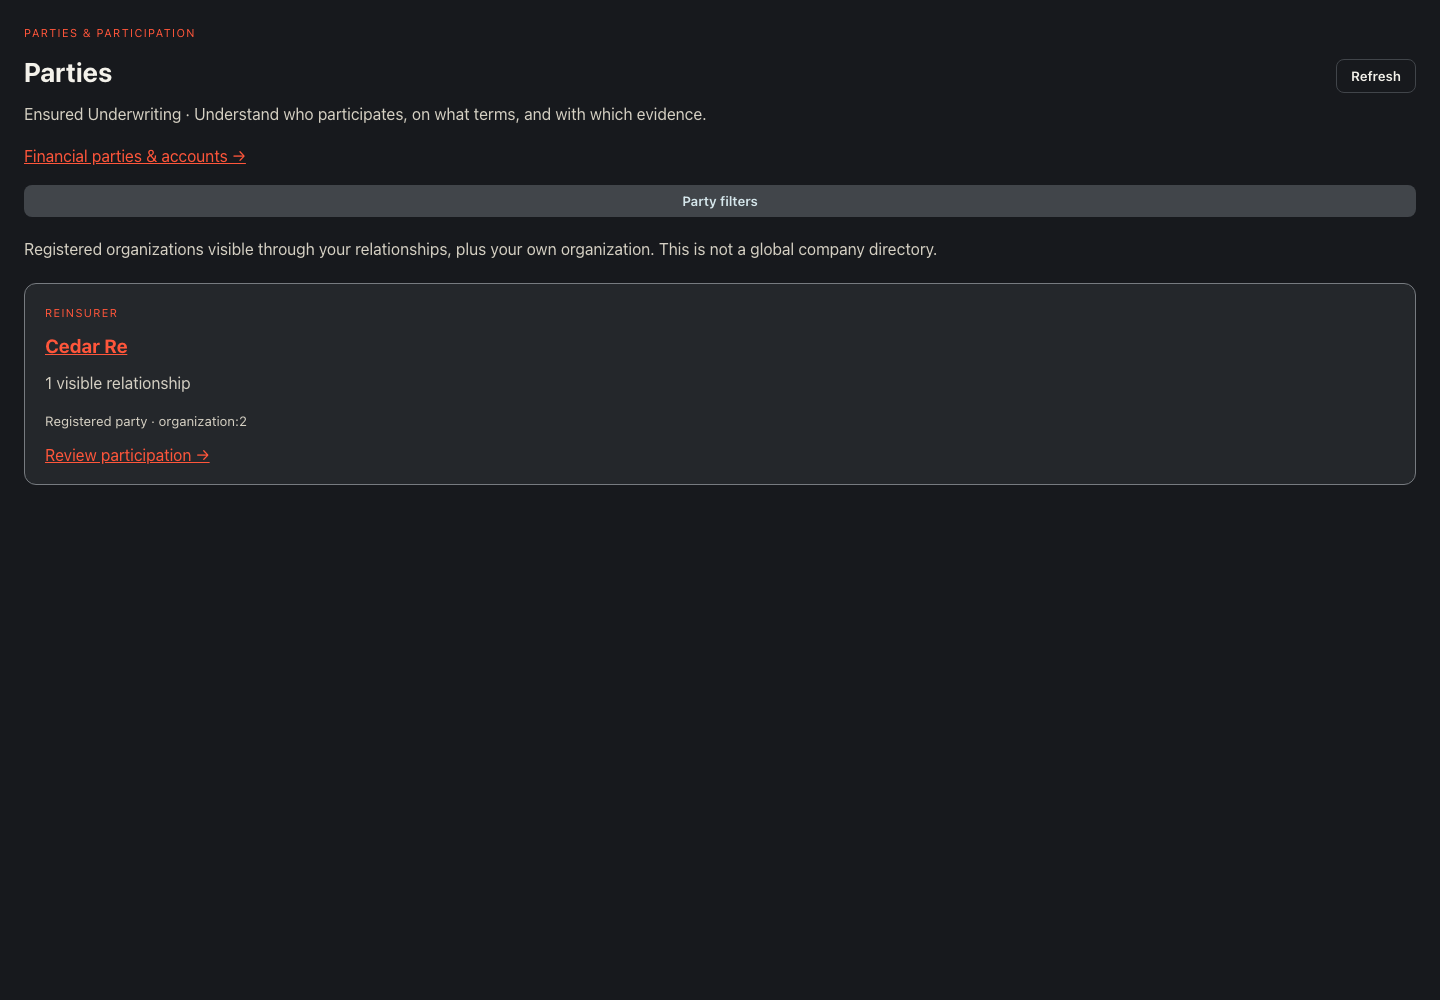 PARTIES & PARTICIPATION
Parties
Refresh
Ensured Underwriting · Understand who participates, on what terms, and with which evidence.
Financial parties & accounts →
Party filters
Registered organizations visible through your relationships, plus your own organization. This is not a global company directory.
REINSURER
Cedar Re
1 visible relationship
Registered party · organization:2
Review participation →